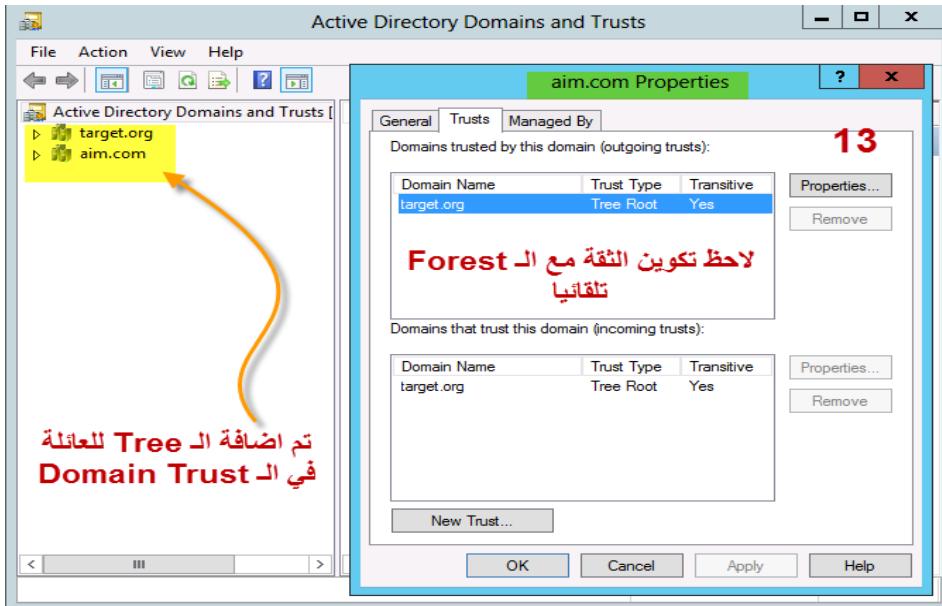 Active Directory Domains and Trusts
File Action View Help
Active Directory Domains and Trusts [
target.org
aim.com
تم اضافة الـ Tree للعائلة
في الـ Domain Trust
aim.com Properties
General Trusts Managed By
13
Domains trusted by this domain (outgoing trusts):
Domain Name Trust Type Transitive
target.org Tree Root Yes
Properties...
Remove
لاحظ تكوين الثقة مع الـ Forest
تلقائيا
Domains that trust this domain (incoming trusts):
Domain Name Trust Type Transitive
target.org Tree Root Yes
Properties...
Remove
New Trust...
OK Cancel Apply Help